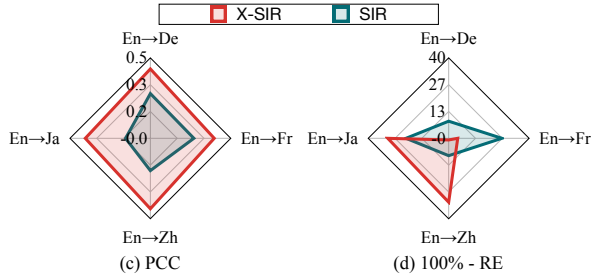 X-SIR SIR
En→De En→De
0.5 40
0.3 27
0.2 13
-0.0 0
En→Ja En→Fr En→Ja En→Fr
En→Zh En→Zh
(c) PCC (d) 100% - RE